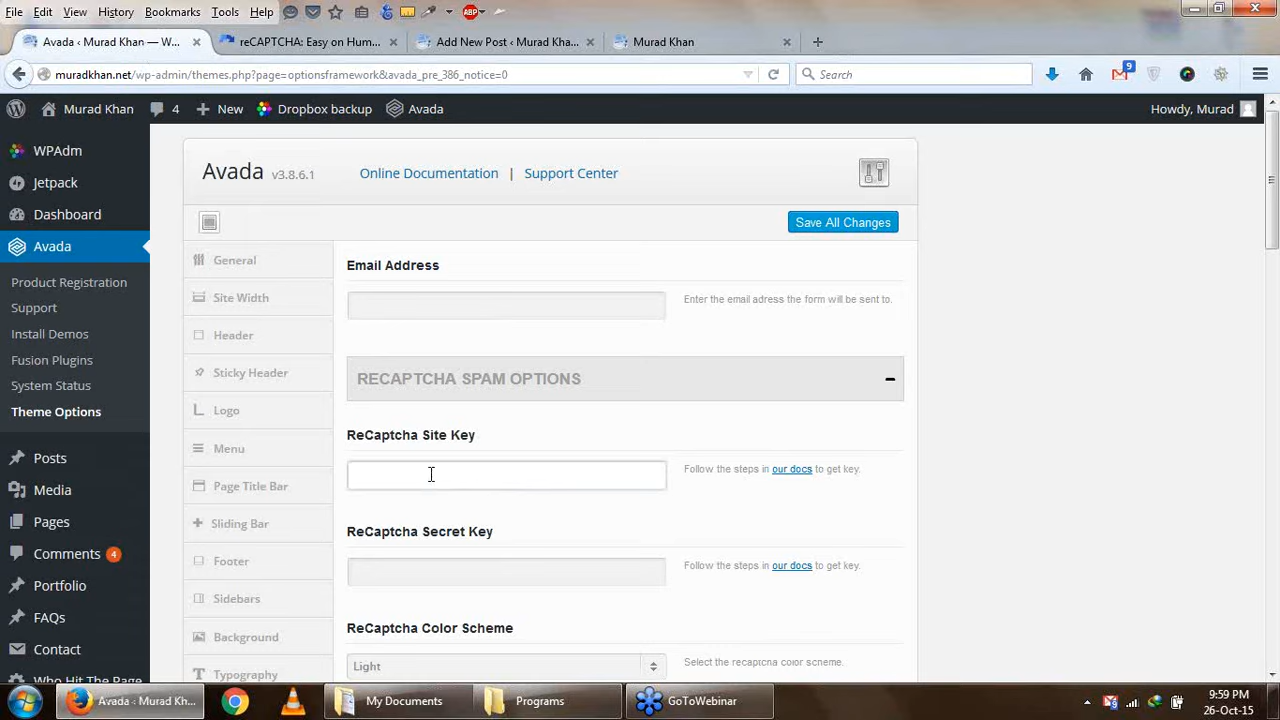 File Edit View History Bookmarks Tools Help
Avada ‹ Murad Khan — W... × reCAPTCHA: Easy on Hum... × Add New Post ‹ Murad Kha... × Murad Khan × +
muradkhan.net/wp-admin/themes.php?page=optionsframework&avada_pre_386_notice=0 Search 9
Murad Khan 4 New Dropbox backup Avada Howdy, Murad
WPAdm
Jetpack
Dashboard
Avada
Product Registration
Support
Install Demos
Fusion Plugins
System Status
Theme Options
Posts
Media
Pages
Comments 4
Portfolio
FAQs
Contact
Who Hit The Page
Avada v3.8.6.1 Online Documentation | Support Center
Save All Changes
General
Site Width
Header
Sticky Header
Logo
Menu
Page Title Bar
Sliding Bar
Footer
Sidebars
Background
Typography
Email Address
Enter the email adress the form will be sent to.
RECAPTCHA SPAM OPTIONS
ReCaptcha Site Key
Follow the steps in our docs to get key.
ReCaptcha Secret Key
Follow the steps in our docs to get key.
ReCaptcha Color Scheme
Light
Select the recaptcha color scheme.
Avada ‹ Murad Khan... My Documents Programs GoToWebinar
9:59 PM
26-Oct-15